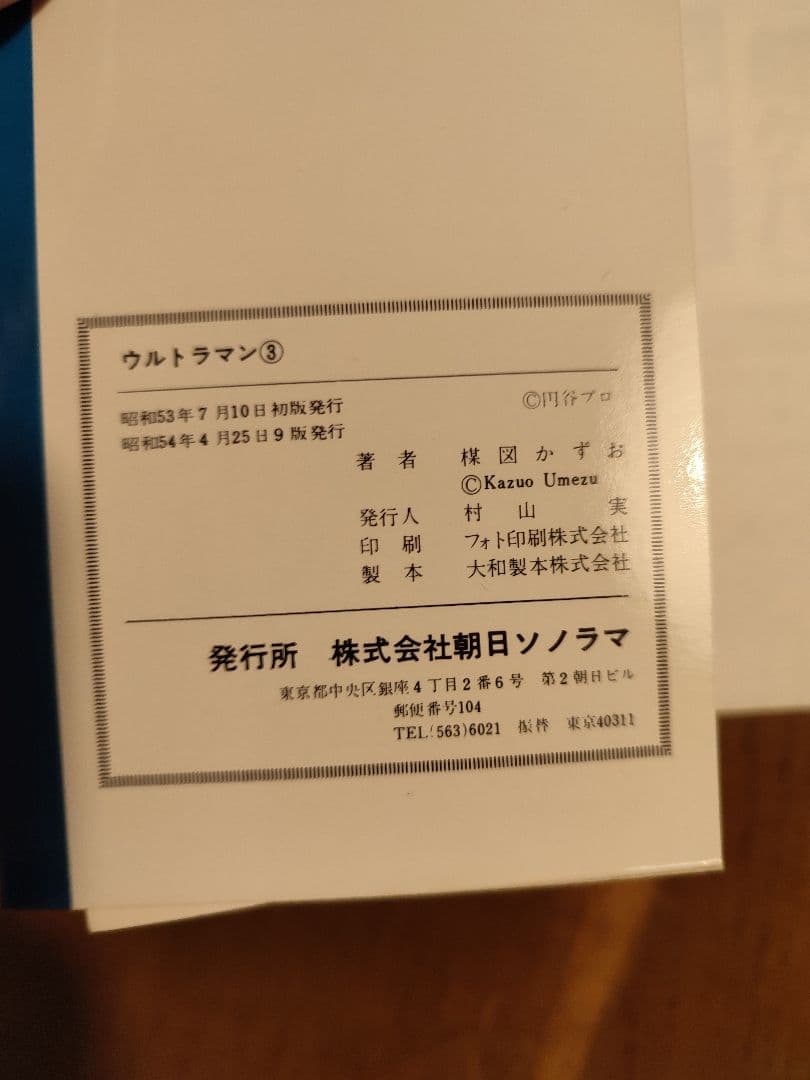 ウルトラマン③
昭和53年7月10日初版発行
昭和54年4月25日9版発行
©円谷プロ
著者 楳図かずお
©Kazuo Umezu
発行人 村山実
印刷 フォト印刷株式会社
製本 大和製本株式会社
発行所 株式会社朝日ソノラマ
東京都中央区銀座4丁目2番6号 第2朝日ビル
郵便番号104
TEL(563)6021 振替 東京40311